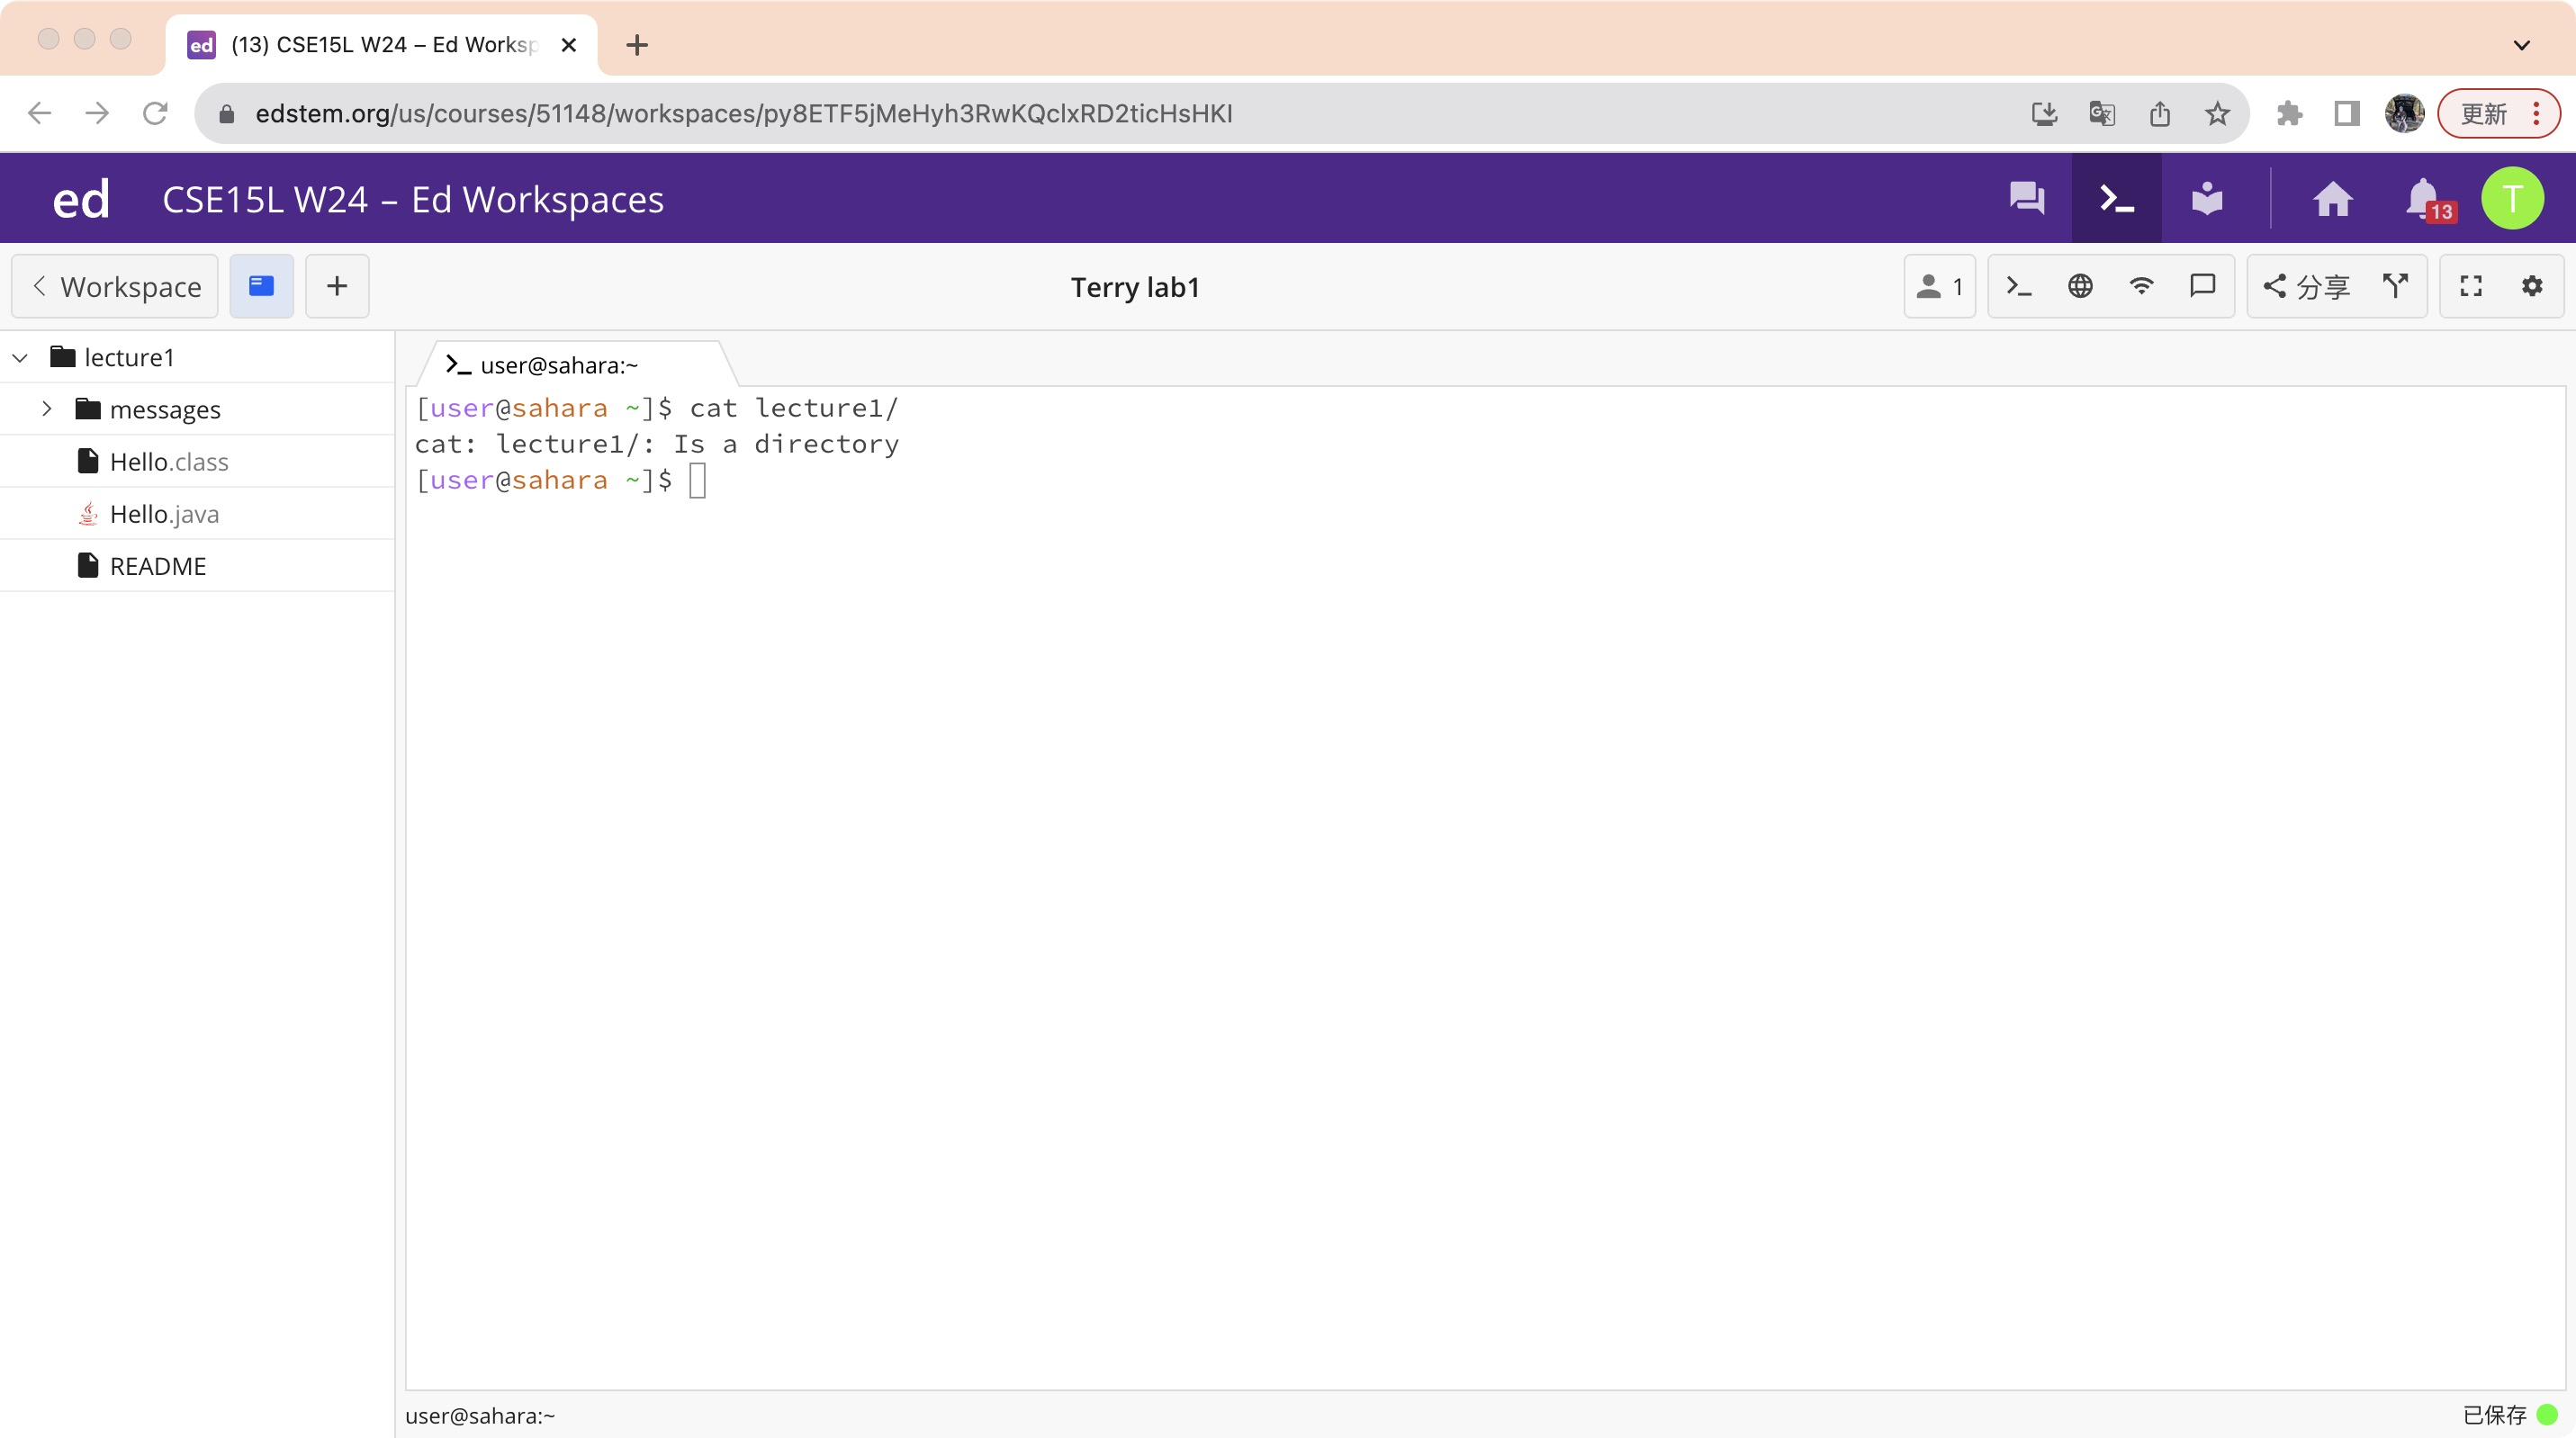 (13) CSE15L W24 – Ed Worksp
edstem.org/us/courses/51148/workspaces/py8ETF5jMeHyh3RwKQclxRD2ticHsHKI
更新
ed CSE15L W24 – Ed Workspaces
13
T
Workspace
Terry lab1
1
分享
lecture1
messages
Hello.class
Hello.java
README
user@sahara:~
[user@sahara ~]$ cat lecture1/
cat: lecture1/: Is a directory
[user@sahara ~]$
user@sahara:~
已保存